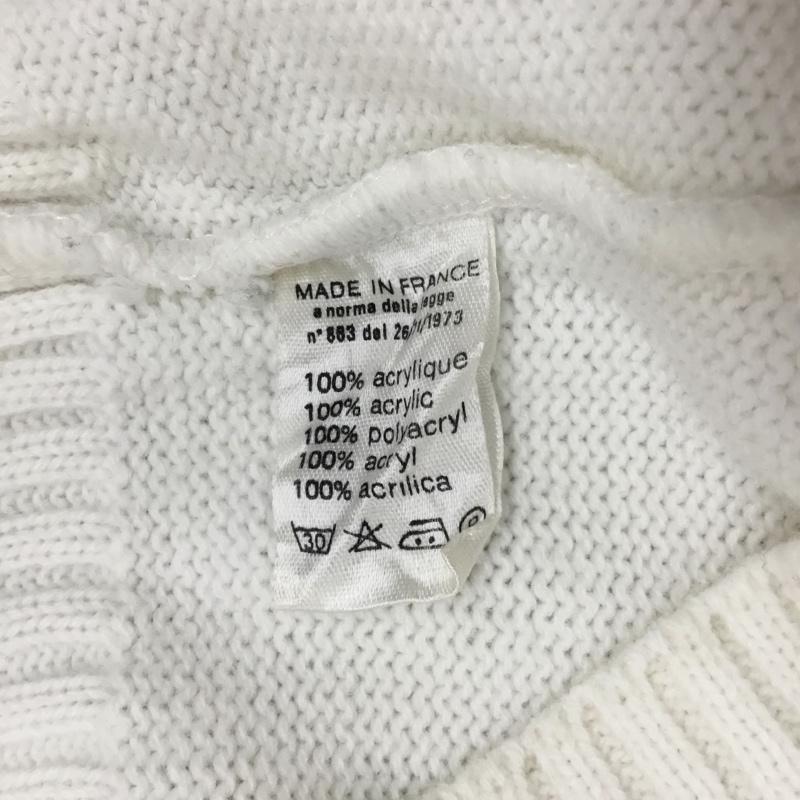 MADE IN FRANCE
a norma della legge
n° 883 del 26/11/1973
100% acrylique
100% acrylic
100% polyacryl
100% acryl
100% acrilica
30
P